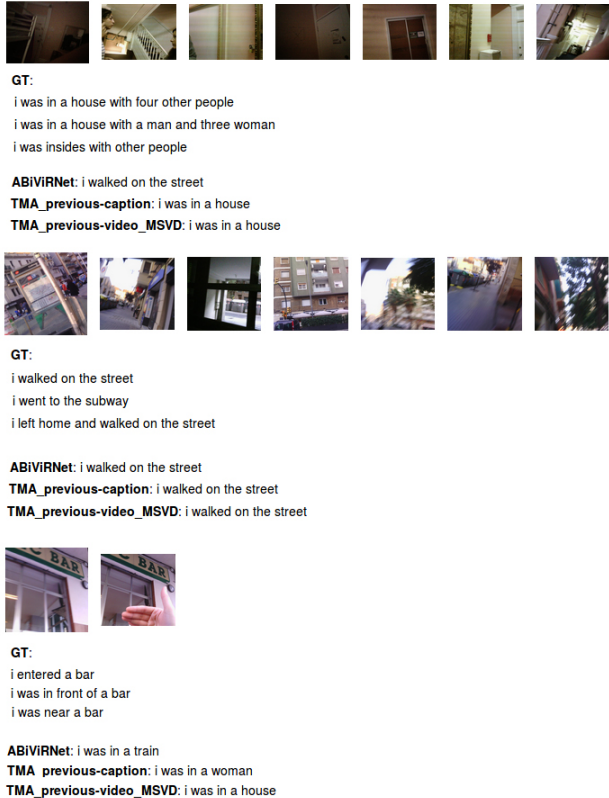 GT:
i was in a house with four other people
i was in a house with a man and three woman
i was insides with other people
ABiViRNet: i walked on the street
TMA_previous-caption: i was in a house
TMA_previous-video_MSVD: i was in a house
GT:
i walked on the street
i went to the subway
i left home and walked on the street
ABiViRNet: i walked on the street
TMA_previous-caption: i walked on the street
TMA_previous-video_MSVD: i walked on the street
C BAR
C BAR
GT:
i entered a bar
i was in front of a bar
i was near a bar
ABiViRNet: i was in a train
TMA previous-caption: i was in a woman
TMA_previous-video_MSVD: i was in a house